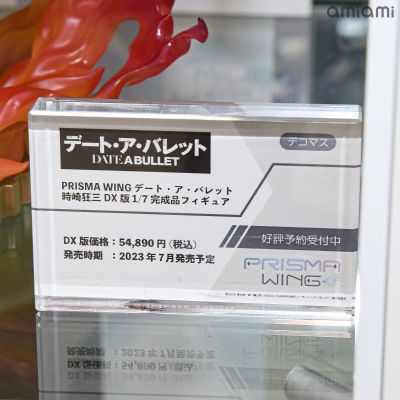 amiami
デート・ア・バレット
DATE A BULLET
デコマス
PRISMA WING デート・ア・バレット
時崎狂三 DX 版 1/7 完成品フィギュア
DX 版価格：54,890 円（税込）
発売時期 ：2023 年 7 月発売予定
好評予約受付中
PRISMA
WING